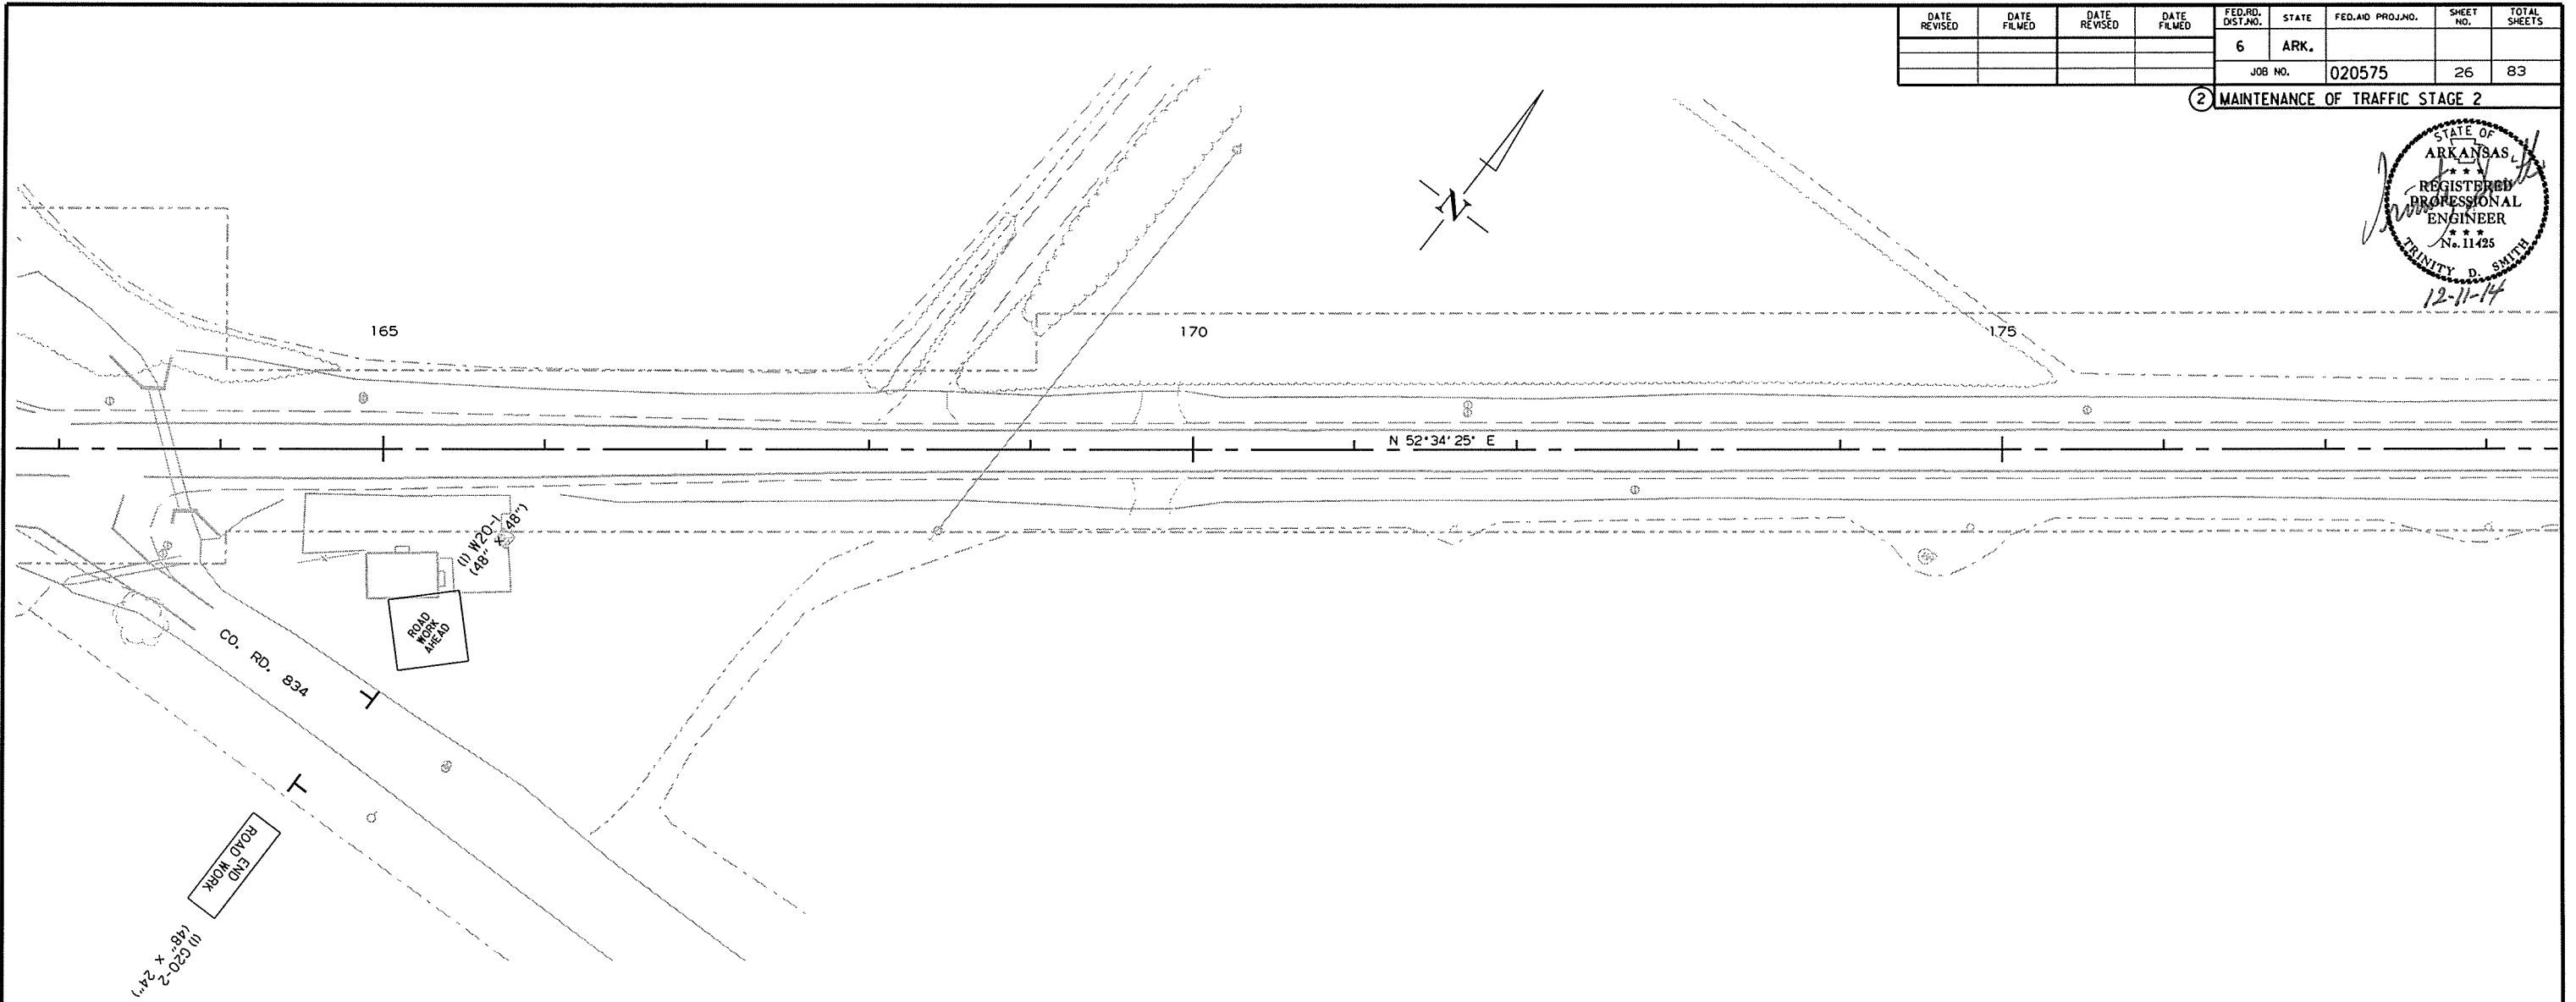 DATE REVISED
DATE FILMED
DATE REVISED
DATE FILMED
FED.RD. DIST.NO.
STATE
FED.AID PROJ.NO.
SHEET NO.
TOTAL SHEETS
6
ARK.
JOB NO.
020575
26
83
2 MAINTENANCE OF TRAFFIC STAGE 2
STATE OF
ARKANSAS
★ ★ ★
REGISTERED
PROFESSIONAL
ENGINEER
★ ★ ★
No. 11425
TRINITY D. SMITH
12-11-14
N
165
170
175
N 52°34'25" E
(1) W20-1
(48" x 48")
ROAD
WORK
AHEAD
CO. RD. 834
END
ROAD WORK
(1) G20-2
(48" x 24")